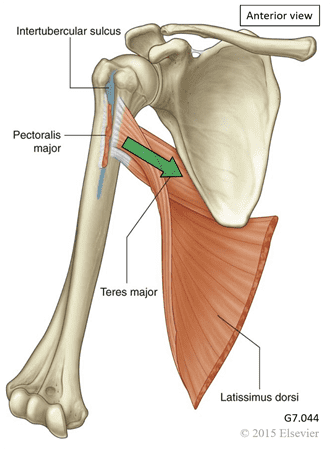 Anterior view
Intertubercular sulcus
Pectoralis
major
Teres major
Latissimus dorsi
G7.044
© 2015 Elsevier